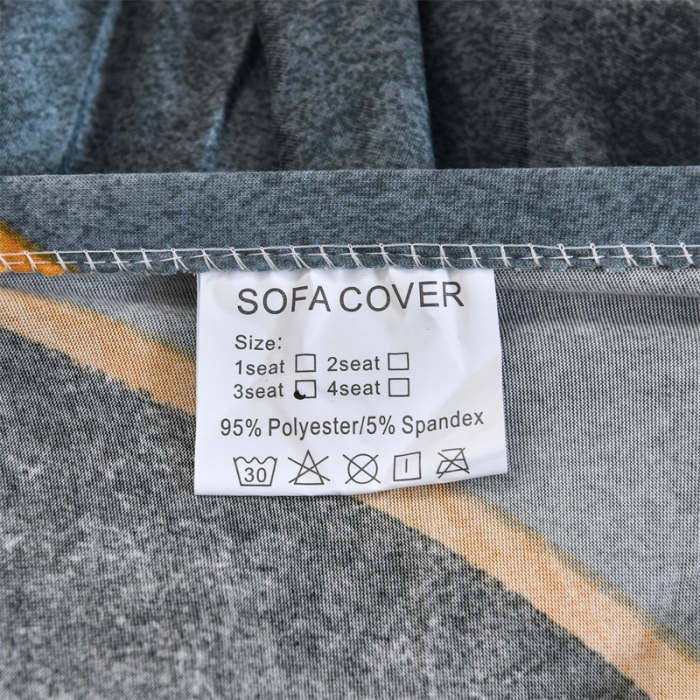 SOFA COVER
Size:
1seat 2seat
3seat 4seat
95% Polyester/5% Spandex
30